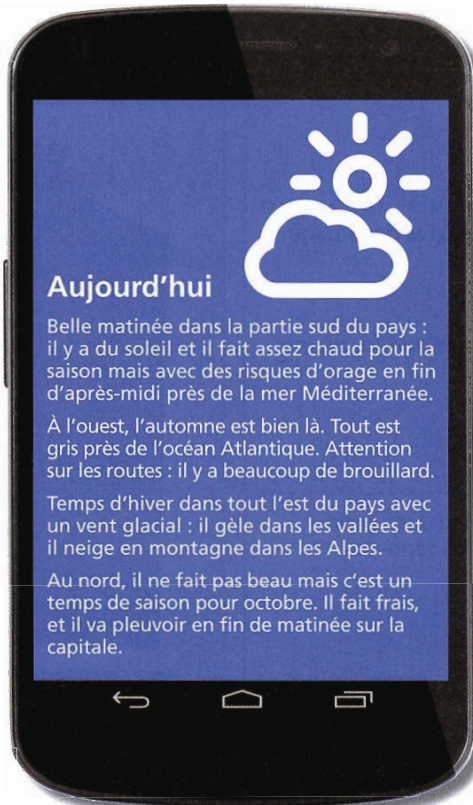 Aujourd'hui
Belle matinée dans la partie sud du pays :
il y a du soleil et il fait assez chaud pour la
saison mais avec des risques d'orage en fin
d'après-midi près de la mer Méditerranée.
À l'ouest, l'automne est bien là. Tout est
gris près de l'océan Atlantique. Attention
sur les routes : il y a beaucoup de brouillard.
Temps d'hiver dans tout l'est du pays avec
un vent glacial : il gèle dans les vallées et
il neige en montagne dans les Alpes.
Au nord, il ne fait pas beau mais c'est un
temps de saison pour octobre. Il fait frais,
et il va pleuvoir en fin de matinée sur la
capitale.